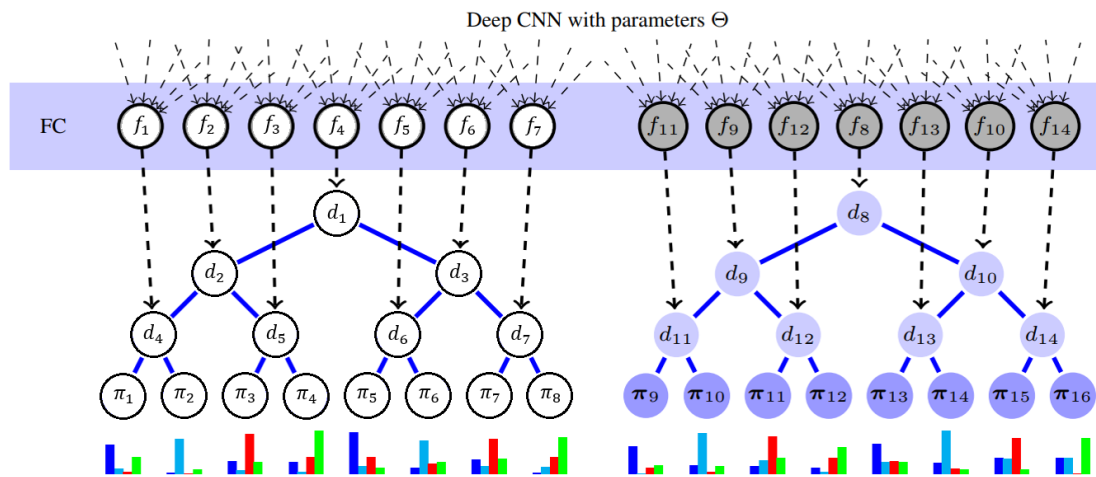 Deep CNN with parameters Θ
FC f₁ f₂ f₃ f₄ f₅ f₆ f₇ f₁₁ f₉ f₁₂ f₈ f₁₃ f₁₀ f₁₄
d₁ d₈
d₂ d₃ d₉ d₁₀
d₄ d₅ d₆ d₇ d₁₁ d₁₂ d₁₃ d₁₄
π₁ π₂ π₃ π₄ π₅ π₆ π₇ π₈ π₉ π₁₀ π₁₁ π₁₂ π₁₃ π₁₄ π₁₅ π₁₆